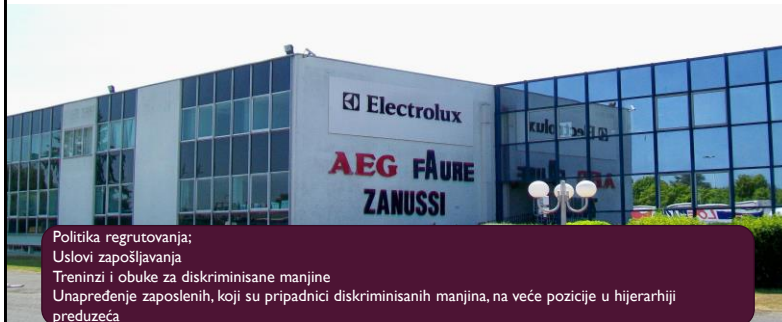 Electrolux
AEG FAURE
ZANUSSI
Politika regrutovanja;
Uslovi zapošljavanja
Treninzi i obuke za diskriminisane manjine
Unapređenje zaposlenih, koji su pripadnici diskriminisanih manjina, na veće pozicije u hijerarhiji
preduzeća